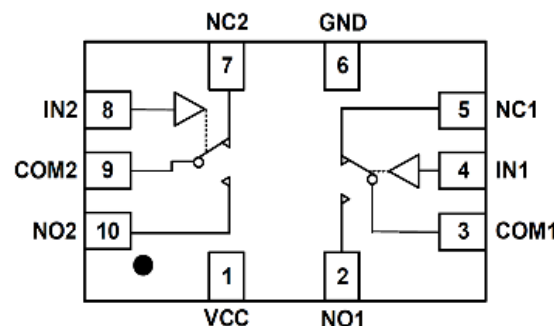 NC2 GND
7 6
IN2 8 5 NC1
COM2 9 4 IN1
NO2 10 3 COM1
1 2
VCC NO1